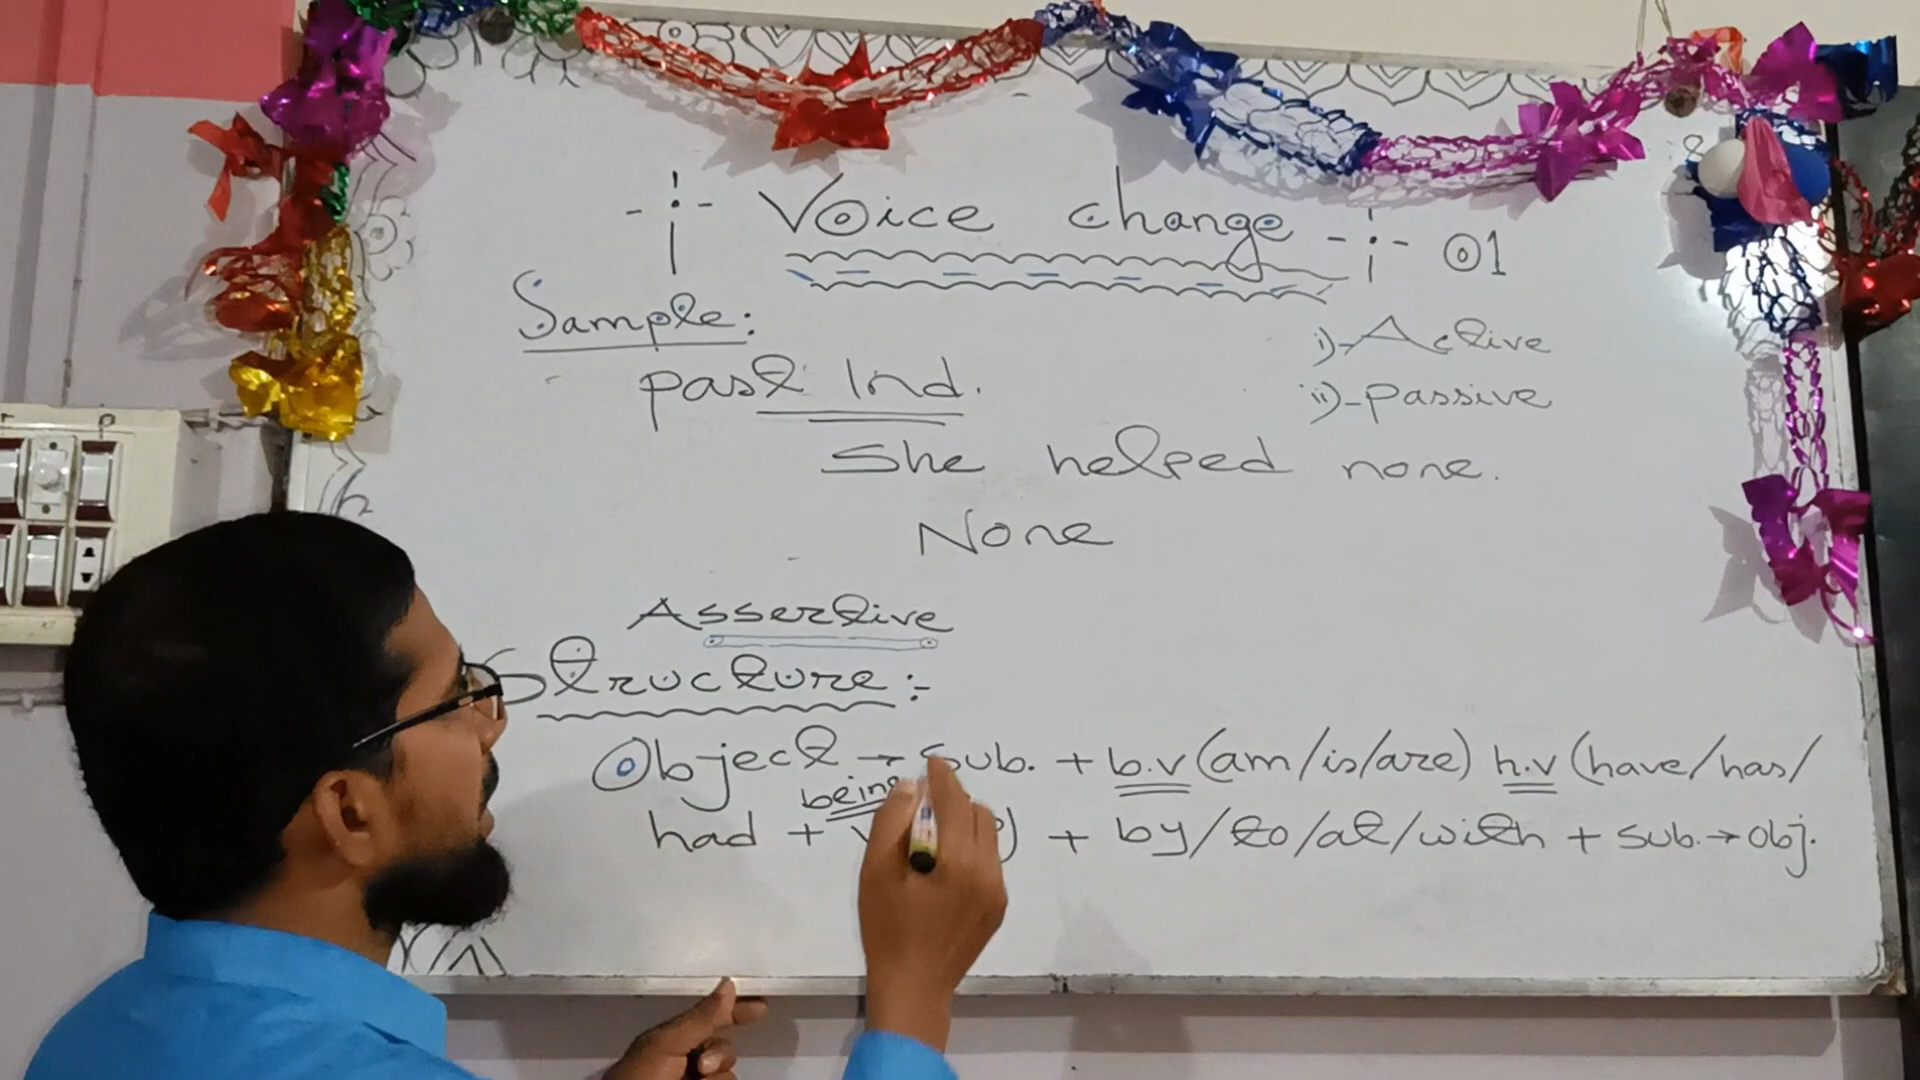 Voice change 01
Sample:
i)- Active
past Ind.
ii)- passive
She helped none.
None
Assertive
Structure:-
Object → sub. + b.v (am/is/are) h.v (have/has/
being
had + + by/to/at/with + sub. → obj.